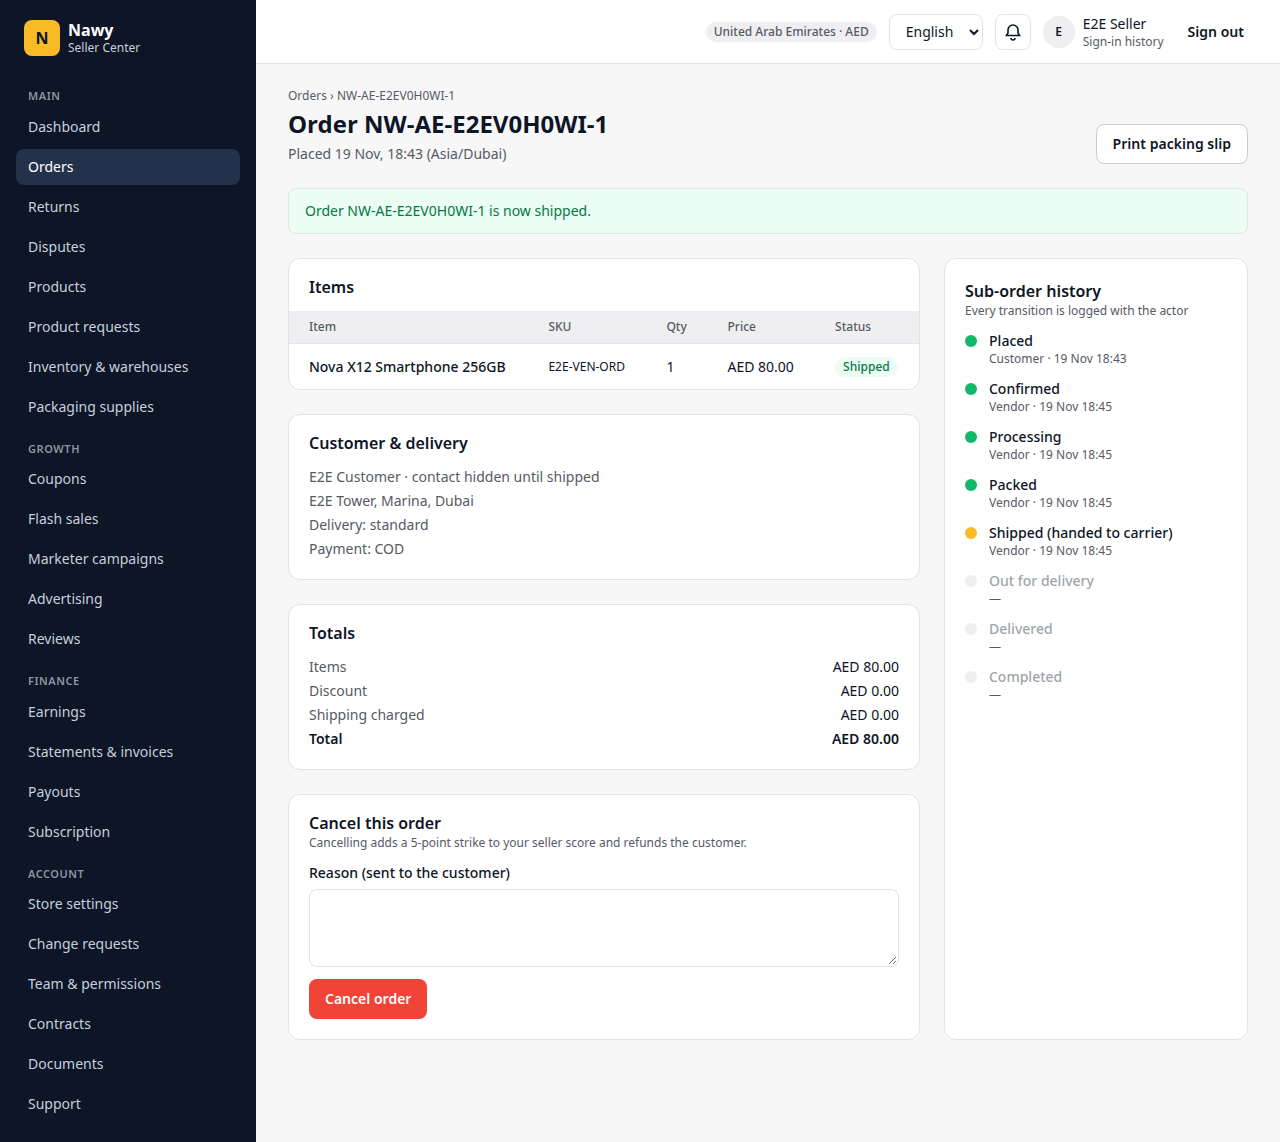 N
Nawy
Seller Center
MAIN
Dashboard
Orders
Returns
Disputes
Products
Product requests
Inventory & warehouses
Packaging supplies
GROWTH
Coupons
Flash sales
Marketer campaigns
Advertising
Reviews
FINANCE
Earnings
Statements & invoices
Payouts
Subscription
ACCOUNT
Store settings
Change requests
Team & permissions
Contracts
Documents
Support
United Arab Emirates · AED
English
E
E2E Seller
Sign-in history
Sign out
Orders › NW-AE-E2EV0H0WI-1
Order NW-AE-E2EV0H0WI-1
Placed 19 Nov, 18:43 (Asia/Dubai)
Print packing slip
Order NW-AE-E2EV0H0WI-1 is now shipped.
Items
Item SKU Qty Price Status
Nova X12 Smartphone 256GB E2E-VEN-ORD 1 AED 80.00 Shipped
Customer & delivery
E2E Customer · contact hidden until shipped
E2E Tower, Marina, Dubai
Delivery: standard
Payment: COD
Totals
Items AED 80.00
Discount AED 0.00
Shipping charged AED 0.00
Total AED 80.00
Cancel this order
Cancelling adds a 5-point strike to your seller score and refunds the customer.
Reason (sent to the customer)
Cancel order
Sub-order history
Every transition is logged with the actor
Placed
Customer · 19 Nov 18:43
Confirmed
Vendor · 19 Nov 18:45
Processing
Vendor · 19 Nov 18:45
Packed
Vendor · 19 Nov 18:45
Shipped (handed to carrier)
Vendor · 19 Nov 18:45
Out for delivery
—
Delivered
—
Completed
—